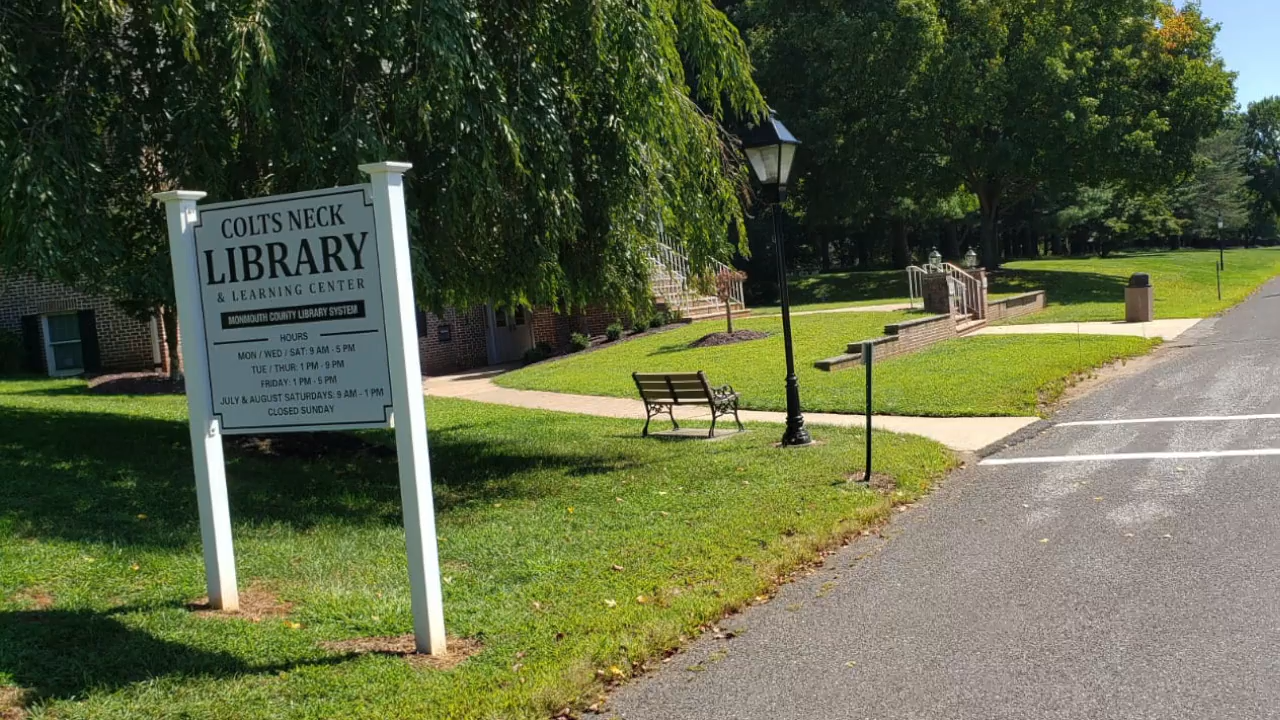 COLTS NECK
LIBRARY
& LEARNING CENTER
MONMOUTH COUNTY LIBRARY SYSTEM
HOURS
MON / WED / SAT: 9 AM - 5 PM
TUE / THUR: 1 PM - 9 PM
FRIDAY: 1 PM - 5 PM
JULY & AUGUST SATURDAYS: 9 AM - 1 PM
CLOSED SUNDAY